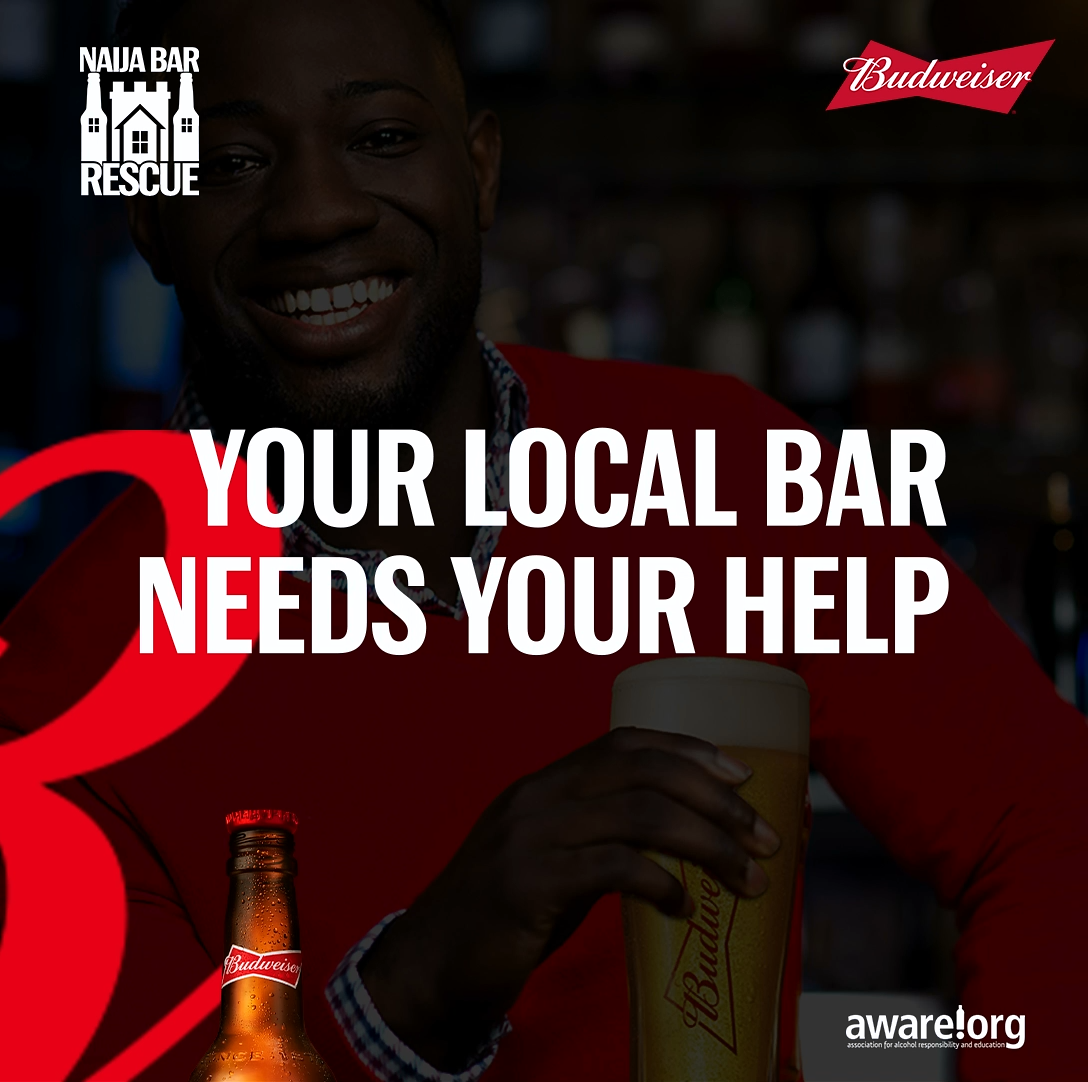 NAIJA BAR
RESCUE
Budweiser
YOUR LOCAL BAR
NEEDS YOUR HELP
Budweiser
Budwe
aware!org
association for alcohol responsibility and education